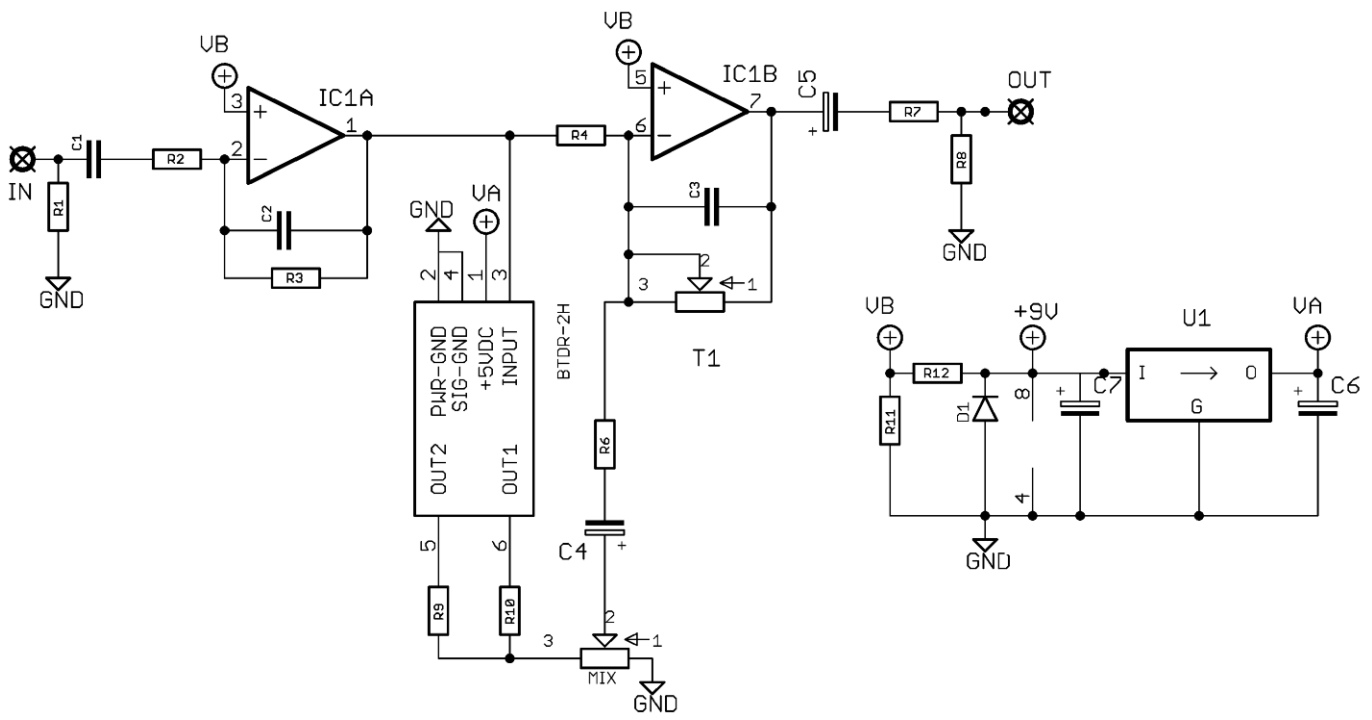 VB
3
+
IC1A
1
2
−
IN
C1
R2
R1
GND
C2
R3
VB
5
+
IC1B
7
6
−
R4
C5
+
R7
OUT
R8
GND
C3
2
1
3
T1
GND
VA
2
4
1
3
PWR-GND
SIG-GND
+5VDC
INPUT
OUT2
OUT1
BTDR-2H
5
6
R9
R10
R6
C4
+
2
1
3
MIX
GND
VB
+9V
U1
VA
R12
R11
D1
8
4
+
C7
I
O
G
+
C6
GND